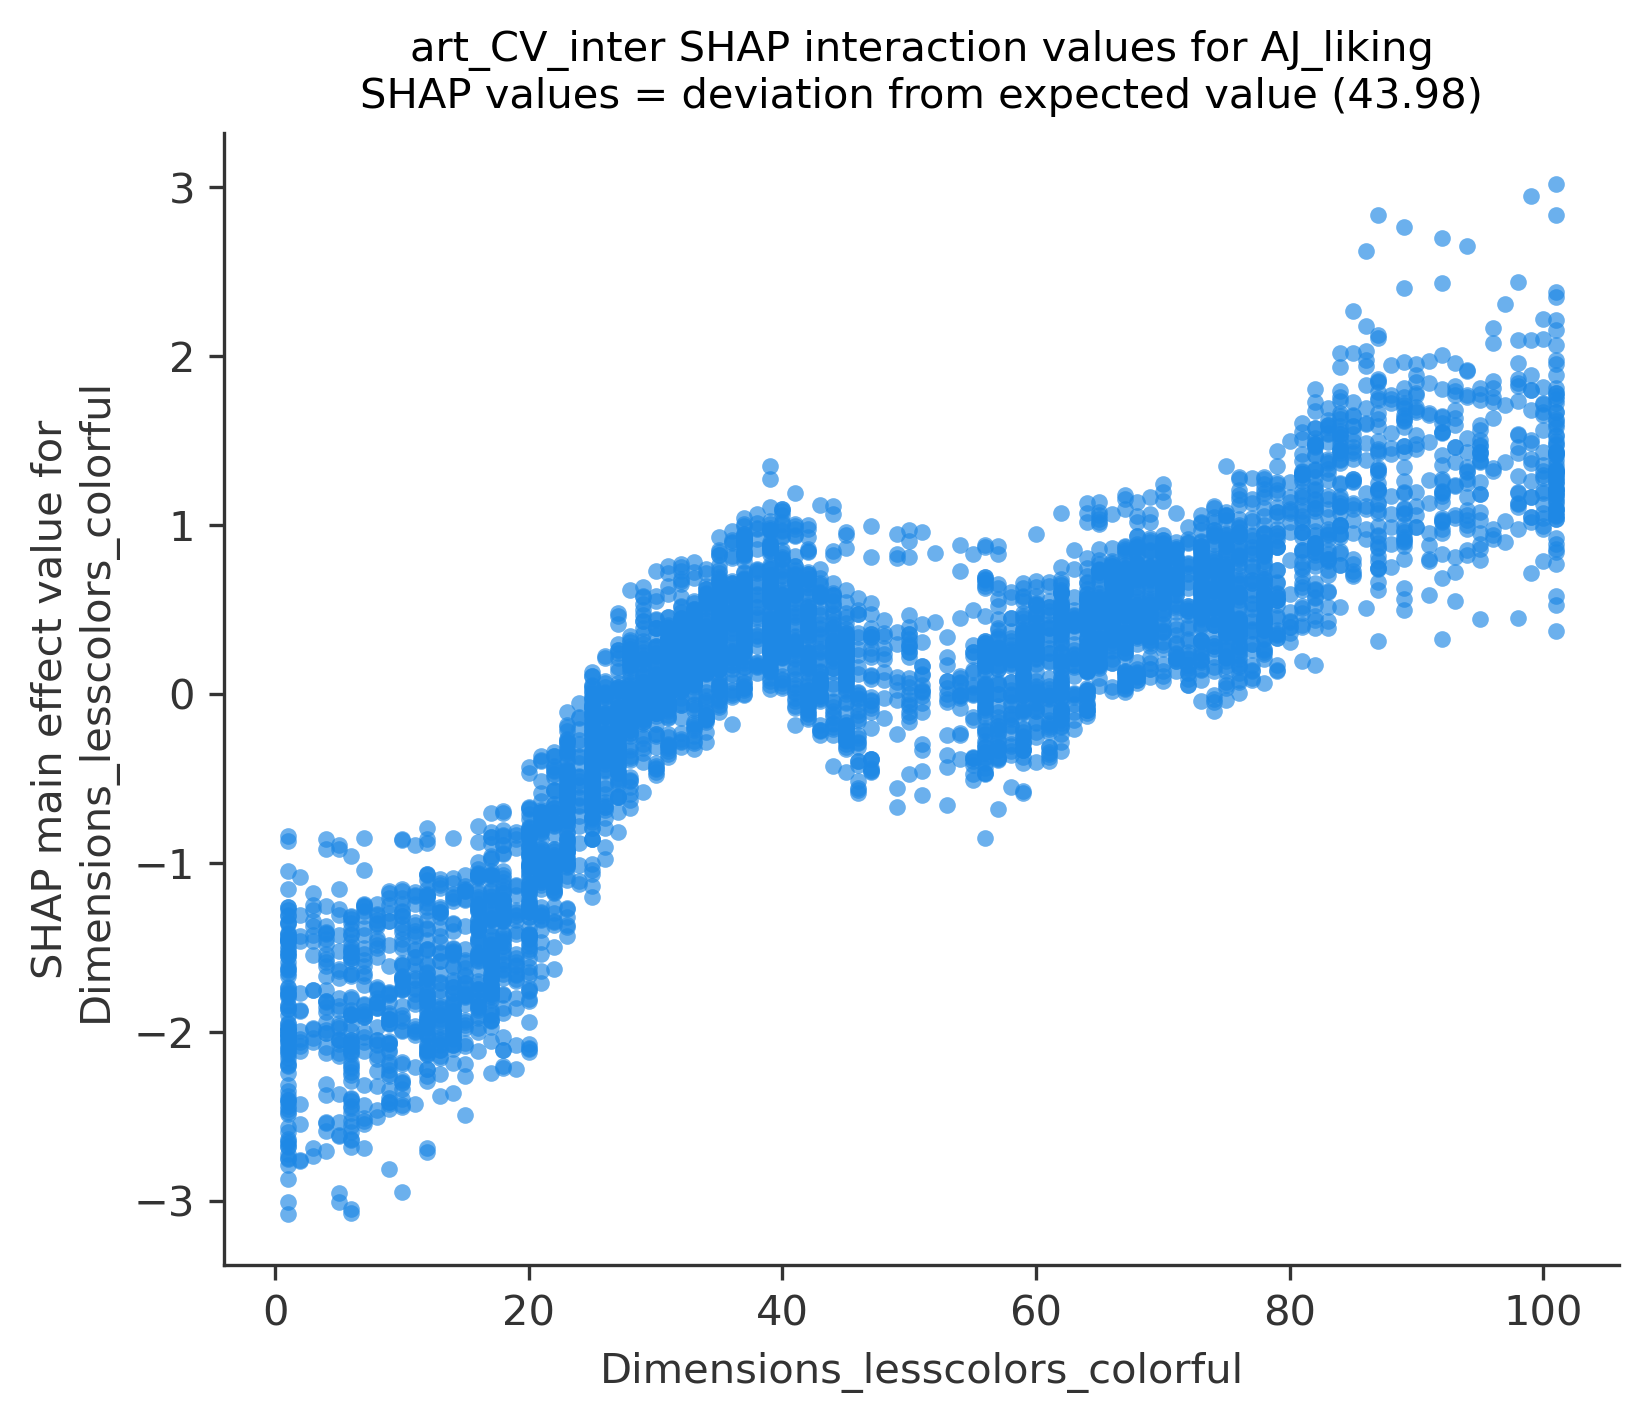 art_CV_inter SHAP interaction values for AJ_liking
SHAP values = deviation from expected value (43.98)
SHAP main effect value for
Dimensions_lesscolors_colorful
3
2
1
0
−1
−2
−3
0 20 40 60 80 100
Dimensions_lesscolors_colorful